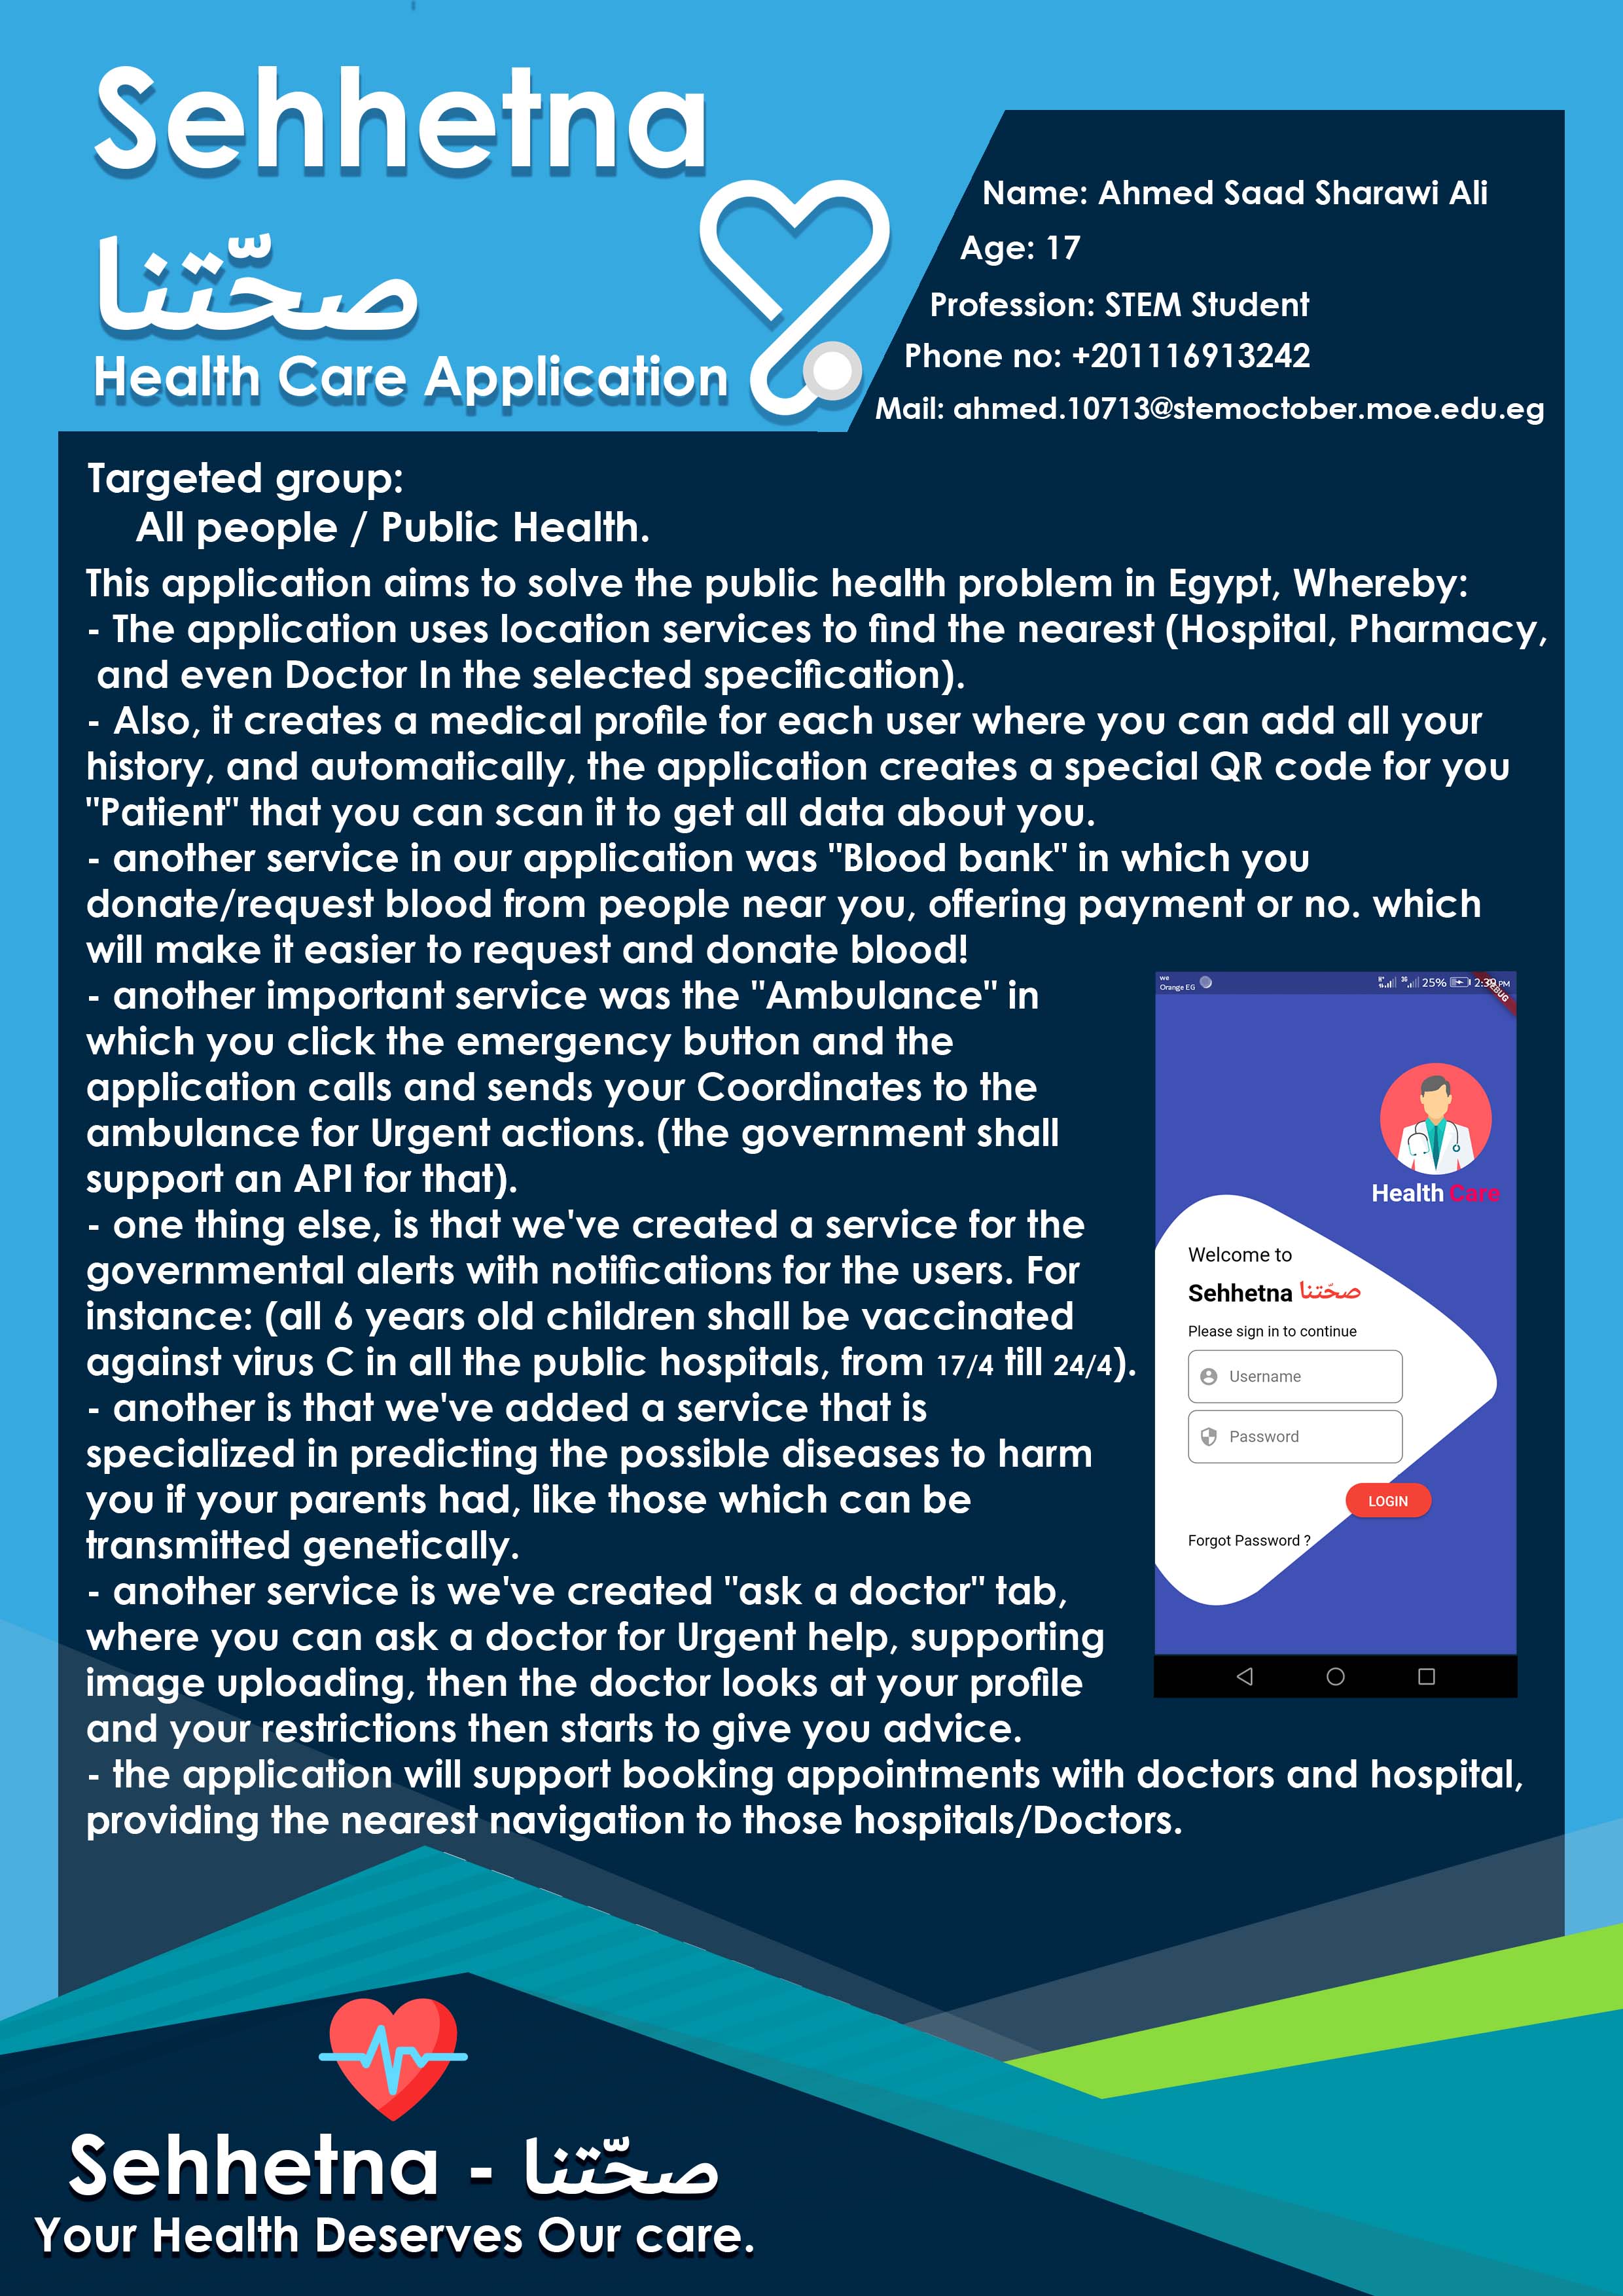 Sehhetna
صحّتنا
Health Care Application
Name: Ahmed Saad Sharawi Ali
Age: 17
Profession: STEM Student
Phone no: +201116913242
Mail: ahmed.10713@stemoctober.moe.edu.eg
Targeted group:
All people / Public Health.
This application aims to solve the public health problem in Egypt, Whereby:
- The application uses location services to find the nearest (Hospital, Pharmacy,
and even Doctor In the selected specification).
- Also, it creates a medical profile for each user where you can add all your
history, and automatically, the application creates a special QR code for you
"Patient" that you can scan it to get all data about you.
- another service in our application was "Blood bank" in which you
donate/request blood from people near you, offering payment or no. which
will make it easier to request and donate blood!
- another important service was the "Ambulance" in
which you click the emergency button and the
application calls and sends your Coordinates to the
ambulance for Urgent actions. (the government shall
support an API for that).
- one thing else, is that we've created a service for the
governmental alerts with notifications for the users. For
instance: (all 6 years old children shall be vaccinated
against virus C in all the public hospitals, from 17/4 till 24/4).
- another is that we've added a service that is
specialized in predicting the possible diseases to harm
you if your parents had, like those which can be
transmitted genetically.
- another service is we've created "ask a doctor" tab,
where you can ask a doctor for Urgent help, supporting
image uploading, then the doctor looks at your profile
and your restrictions then starts to give you advice.
- the application will support booking appointments with doctors and hospital,
providing the nearest navigation to those hospitals/Doctors.
we
Orange EG
25% 2:39 PM
Health Care
Welcome to
Sehhetna صحّتنا
Please sign in to continue
Username
Password
LOGIN
Forgot Password ?
Sehhetna - صحّتنا
Your Health Deserves Our care.